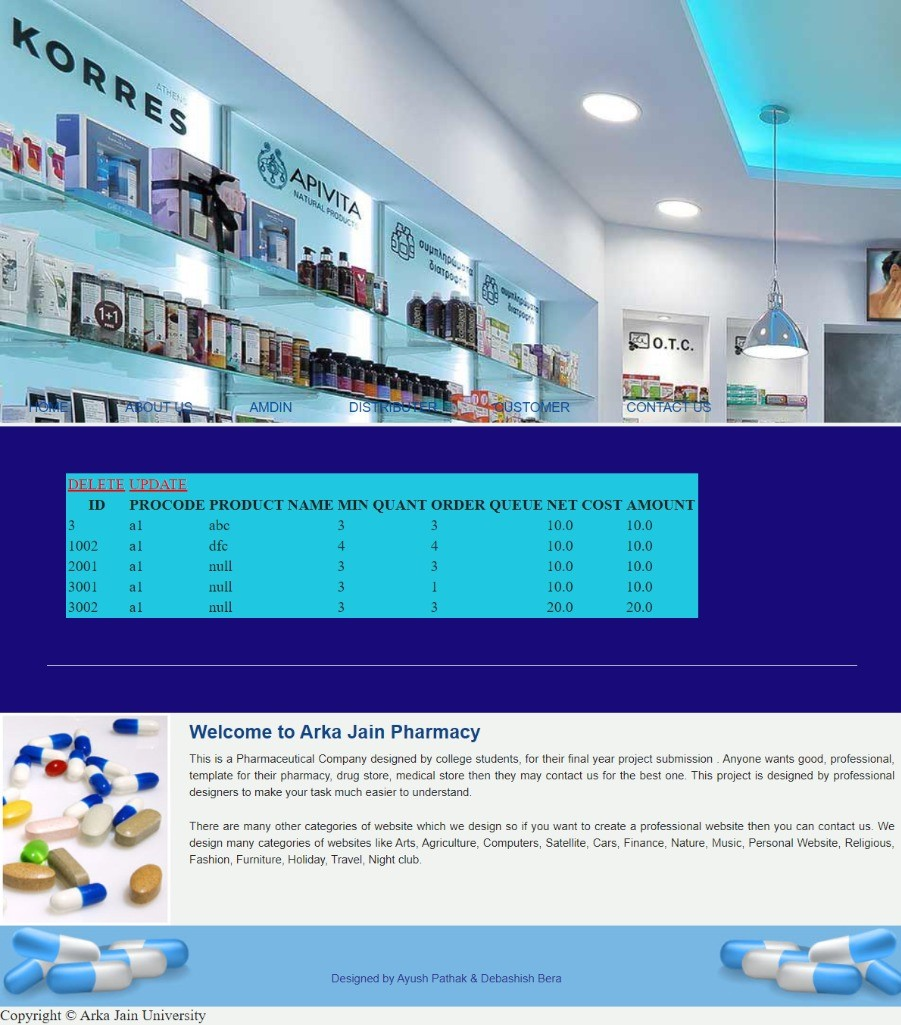 KORRES
ATHENS
APIVITA
NATURAL PRODUCTS
συμπληρώματα
διατροφής
συμπληρώματα
διατροφής
1+1
O.T.C.
HOME ABOUT US AMDIN DISTRIBUTER CUSTOMER CONTACT US
DELETE UPDATE
ID PROCODE PRODUCT NAME MIN QUANT ORDER QUEUE NET COST AMOUNT
3 a1 abc 3 3 10.0 10.0
1002 a1 dfc 4 4 10.0 10.0
2001 a1 null 3 3 10.0 10.0
3001 a1 null 3 1 10.0 10.0
3002 a1 null 3 3 20.0 20.0
Welcome to Arka Jain Pharmacy
This is a Pharmaceutical Company designed by college students, for their final year project submission . Anyone wants good, professional,
template for their pharmacy, drug store, medical store then they may contact us for the best one. This project is designed by professional
designers to make your task much easier to understand.
There are many other categories of website which we design so if you want to create a professional website then you can contact us. We
design many categories of websites like Arts, Agriculture, Computers, Satellite, Cars, Finance, Nature, Music, Personal Website, Religious,
Fashion, Furniture, Holiday, Travel, Night club.
Designed by Ayush Pathak & Debashish Bera
Copyright © Arka Jain University